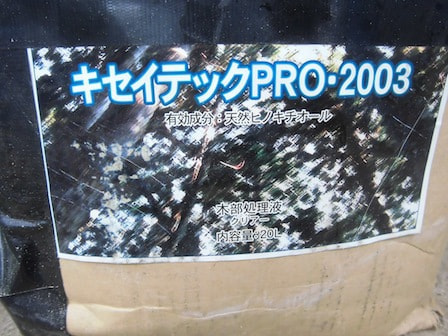 キセイテックPRO・2003
有効成分：天然ヒノキチオール
木部処理液
クリアー
内容量：20L